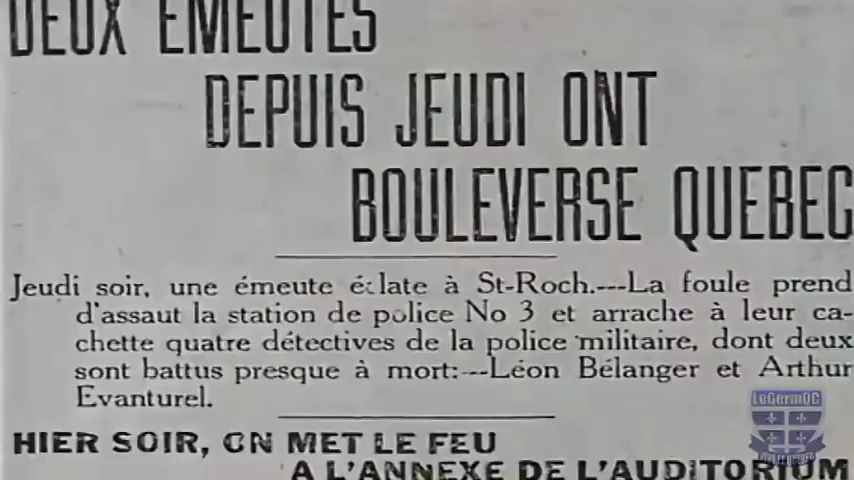 DEUX EMEUTES
DEPUIS JEUDI ONT
BOULEVERSE QUEBEC
Jeudi soir, une émeute éclate à St-Roch.---La foule prend
d'assaut la station de police No 3 et arrache à leur ca-
chette quatre détectives de la police militaire, dont deux
sont battus presque à mort:---Léon Bélanger et Arthur
Evanturel.
LeGermQC
HIER SOIR, ON MET LE FEU
A L'ANNEXE DE L'AUDITORIUM